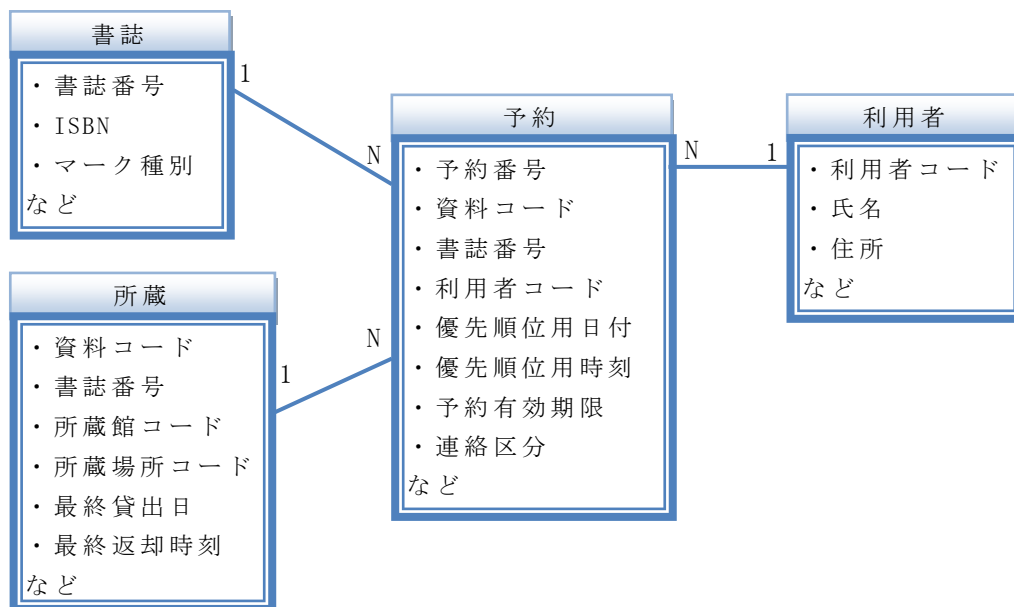 書誌
・書誌番号
・ISBN
・マーク種別
など
1
N
所蔵
・資料コード
・書誌番号
・所蔵館コード
・所蔵場所コード
・最終貸出日
・最終返却時刻
など
1
N
予約
・予約番号
・資料コード
・書誌番号
・利用者コード
・優先順位用日付
・優先順位用時刻
・予約有効期限
・連絡区分
など
N
1
利用者
・利用者コード
・氏名
・住所
など